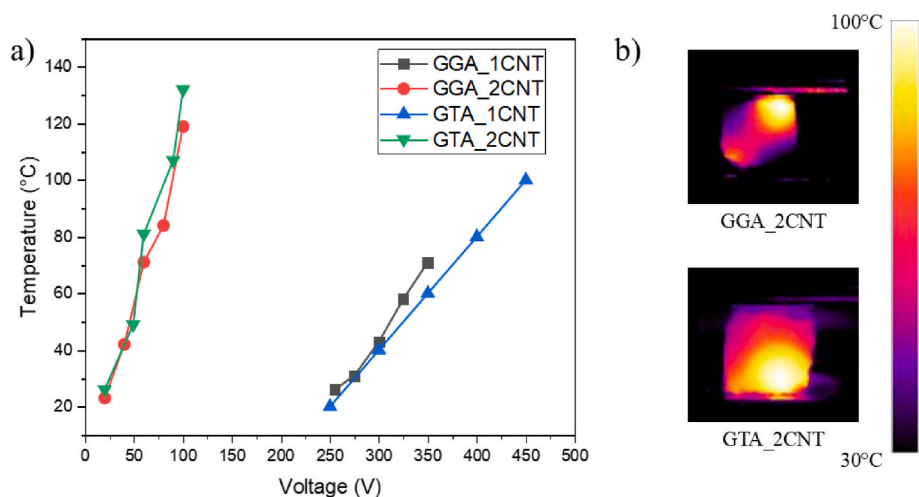 a)
140
120
100
80
60
40
20
Temperature (°C)
0
50
100
150
200
250
300
350
400
450
500
Voltage (V)
GGA_1CNT
GGA_2CNT
GTA_1CNT
GTA_2CNT
b)
100°C
GGA_2CNT
GTA_2CNT
30°C